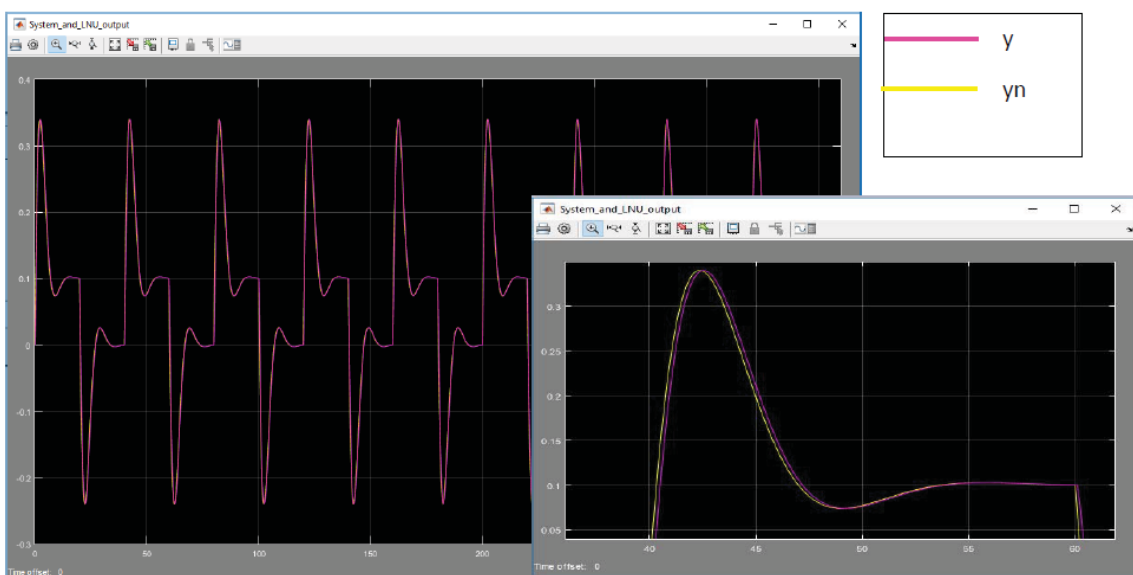 System_and_LNU_output
0.4
0.3
0.2
0.1
0
-0.1
-0.2
-0.3
0 50 100 150 200
Time offset: 0
y
yn
System_and_LNU_output
0.3
0.25
0.2
0.15
0.1
0.05
40 45 50 55 60
Time offset: 0